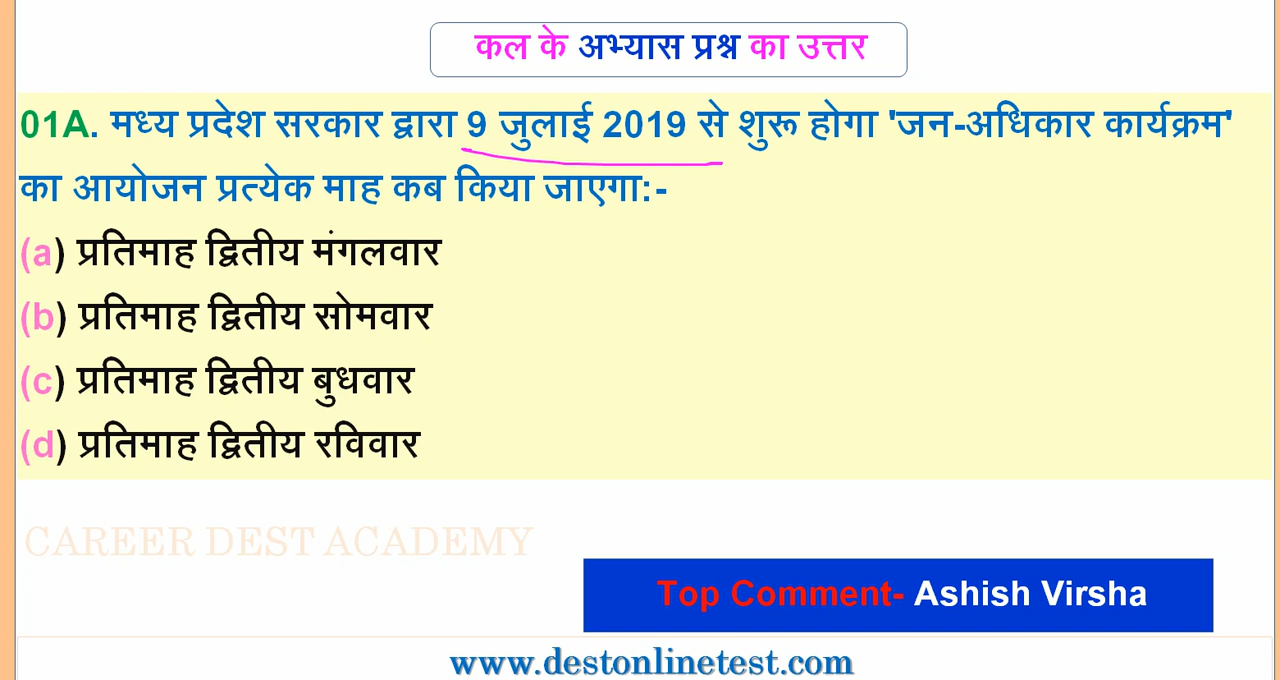 कल के अभ्यास प्रश्न का उत्तर
01A. मध्य प्रदेश सरकार द्वारा 9 जुलाई 2019 से शुरू होगा 'जन-अधिकार कार्यक्रम'
का आयोजन प्रत्येक माह कब किया जाएगा:-
(a) प्रतिमाह द्वितीय मंगलवार
(b) प्रतिमाह द्वितीय सोमवार
(c) प्रतिमाह द्वितीय बुधवार
(d) प्रतिमाह द्वितीय रविवार
CAREER DEST ACADEMY
Top Comment- Ashish Virsha
www.destonlinetest.com